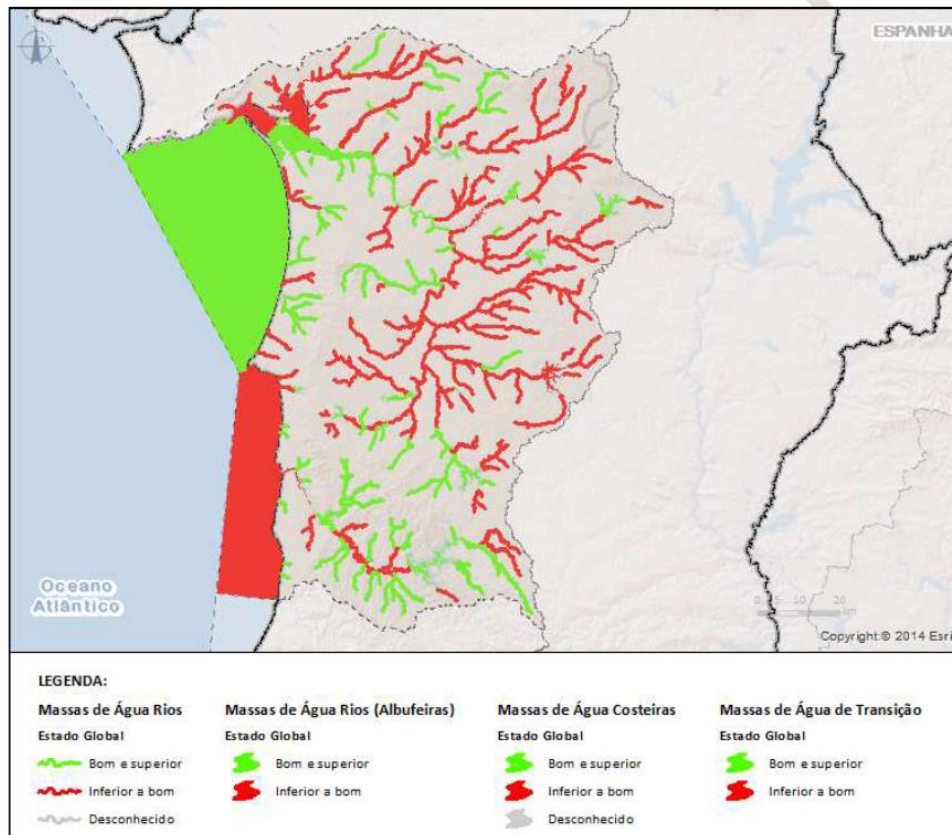 ESPANHA
Oceano
Atlântico
20
km
Copyright:© 2014 Esri
LEGENDA:
Massas de Água Rios
Estado Global
Bom e superior
Inferior a bom
Desconhecido
Massas de Água Rios (Albufeiras)
Estado Global
Bom e superior
Inferior a bom
Massas de Água Costeiras
Estado Global
Bom e superior
Inferior a bom
Desconhecido
Massas de Água de Transição
Estado Global
Bom e superior
Inferior a bom